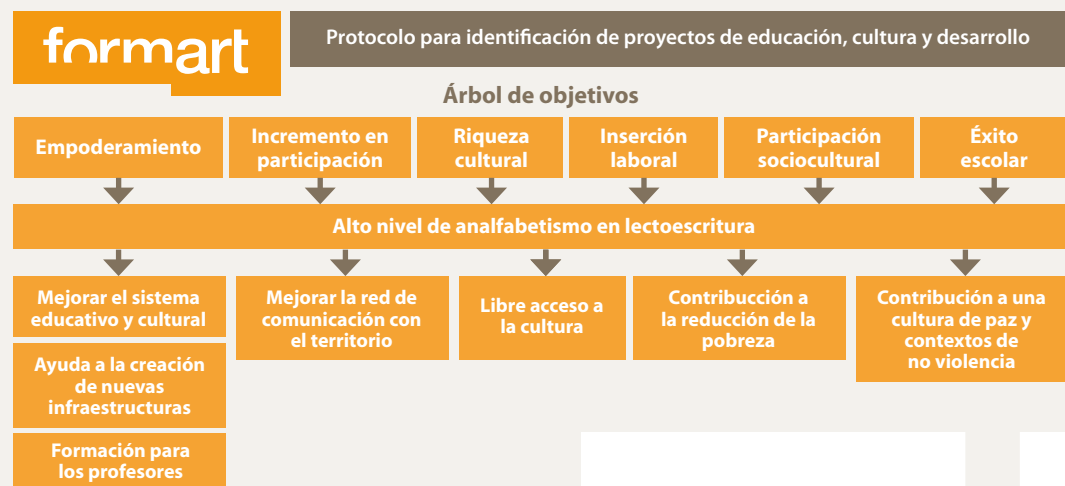 formart
Protocolo para identificación de proyectos de educación, cultura y desarrollo
Árbol de objetivos
Empoderamiento
Incremento en
participación
Riqueza
cultural
Inserción
laboral
Participación
sociocultural
Éxito
escolar
Alto nivel de analfabetismo en lectoescritura
Mejorar el sistema
educativo y cultural
Ayuda a la creación
de nuevas
infraestructuras
Formación para
los profesores
Mejorar la red de
comunicación con
el territorio
Libre acceso a
la cultura
Contribucción a
la reducción de la
pobreza
Contribución a una
cultura de paz y
contextos de
no violencia